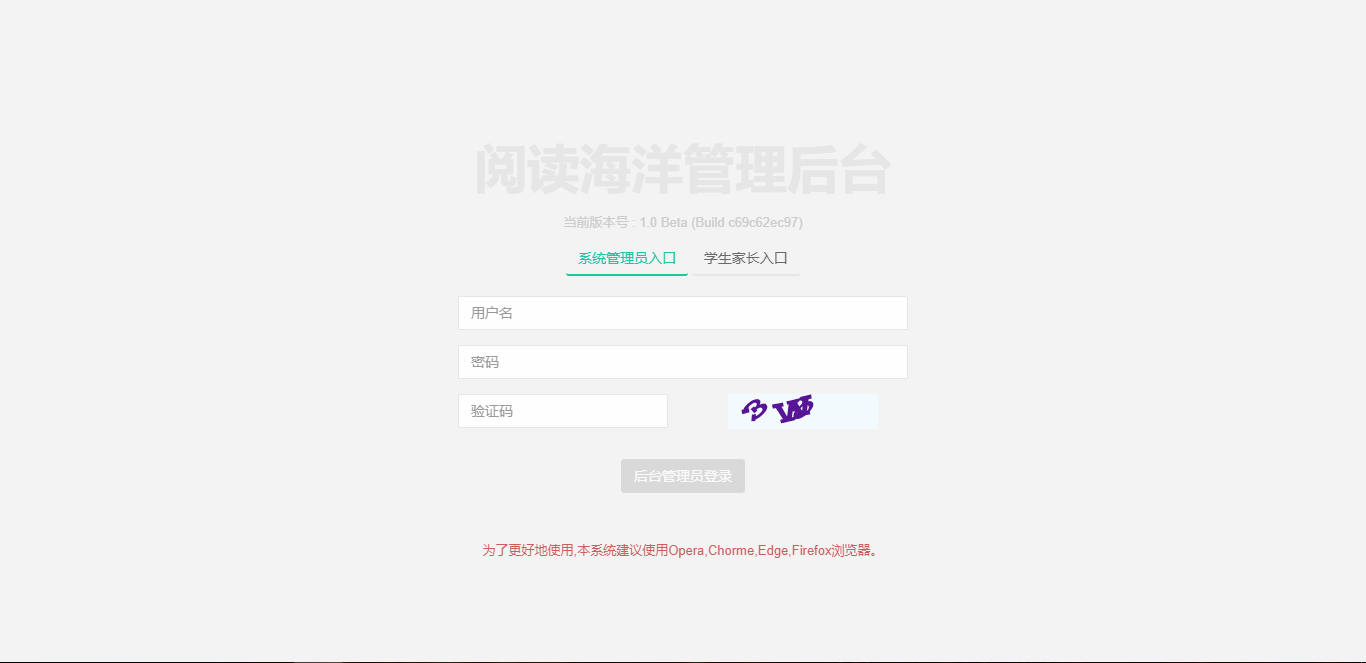 阅读海洋管理后台
当前版本号 : 1.0 Beta (Build c69c62ec97)
系统管理员入口 学生家长入口
用户名
密码
验证码
后台管理员登录
为了更好地使用,本系统建议使用Opera,Chorme,Edge,Firefox浏览器。